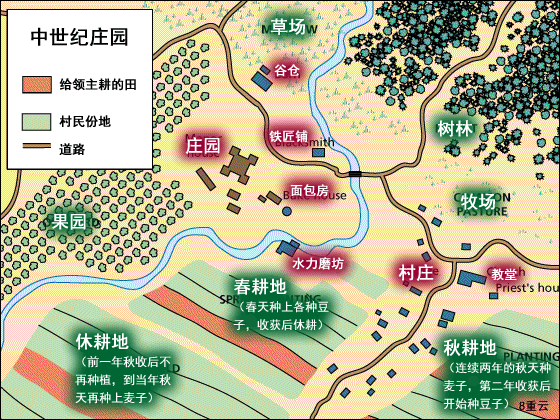 中世纪庄园
给领主耕的田
村民份地
道路
草场
谷仓
铁匠铺
Blacksmith
树林
庄园
面包房
house
牧场
PASTURE
果园
水力磨坊
村庄
教堂
Priest's hou
春耕地
（春天种上各种豆
子，收获后休耕）
休耕地
（前一年秋收后不
再种植，到当年秋
天再种上麦子）
秋耕地
PLANTING
（连续两年的秋天种
麦子，第二年收获后
开始种豆子）
8重云